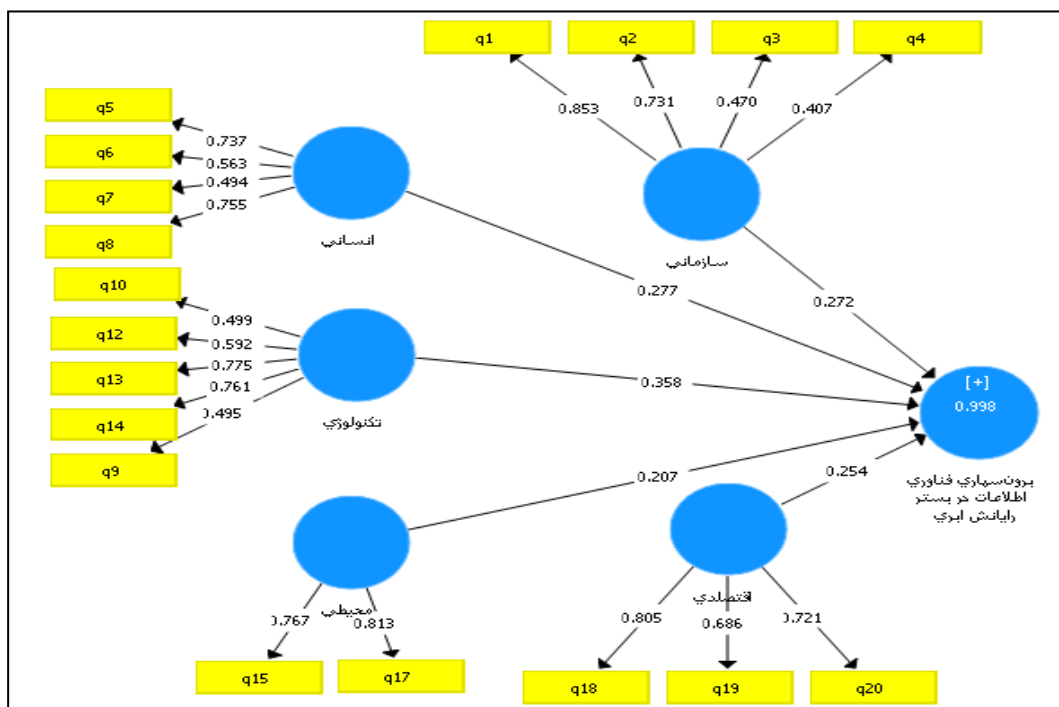 q1
q2
q3
q4
0.853
0.731
0.470
0.407
q5
q6
q7
q8
0.737
0.563
0.494
0.755
انساني
سازماني
0.277
0.272
q10
q12
q13
q14
q9
0.499
0.592
0.775
0.761
0.495
تكنولوژي
0.358
[+]
0.998
برون‌سپاري فناوري
اطلاعات در بستر
رايانش ابري
0.207
0.254
محيطي
0.767
0.813
q15
q17
اقتصادي
0.805
0.686
0.721
q18
q19
q20